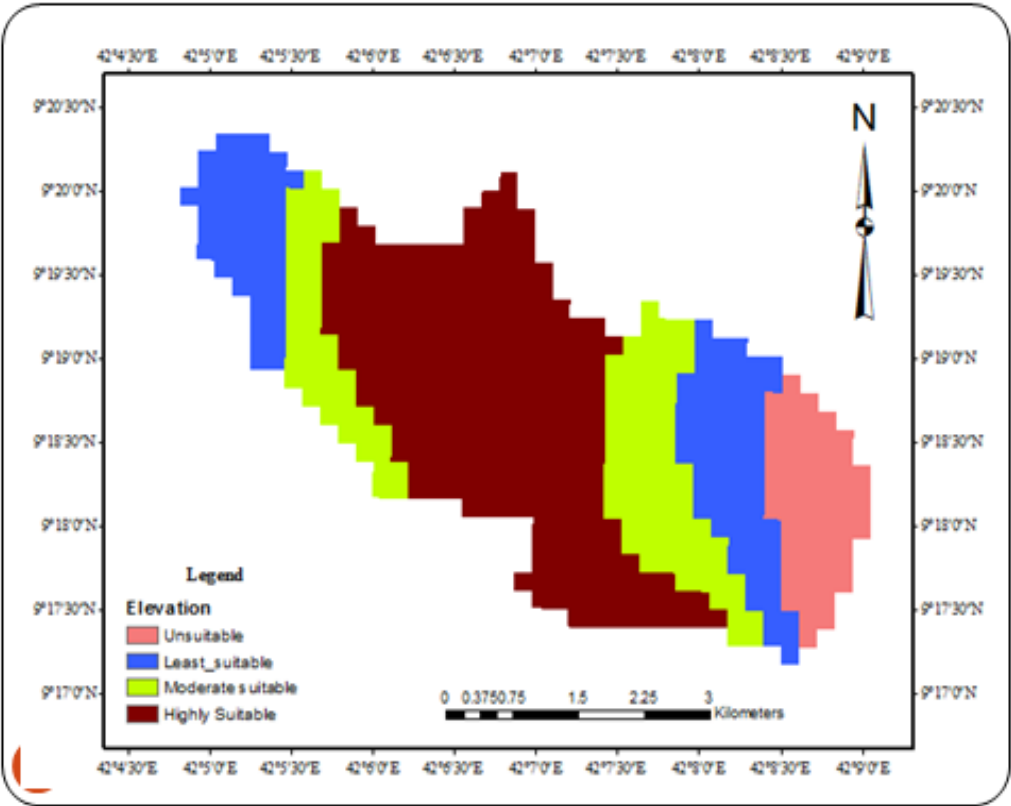 42°4'30"E 42°5'0"E 42°5'30"E 42°6'0"E 42°6'30"E 42°7'0"E 42°7'30"E 42°8'0"E 42°8'30"E 42°9'0"E
9°20'30"N 9°20'30"N
N
9°20'0"N 9°20'0"N
9°19'30"N 9°19'30"N
9°19'0"N 9°19'0"N
9°18'30"N 9°18'30"N
9°18'0"N 9°18'0"N
Legend
Elevation
9°17'30"N 9°17'30"N
Unsuitable
Least_suitable
Moderate suitable
Highly Suitable
9°17'0"N 9°17'0"N
0 0.375 0.75 1.5 2.25 3
Kilometers
42°4'30"E 42°5'0"E 42°5'30"E 42°6'0"E 42°6'30"E 42°7'0"E 42°7'30"E 42°8'0"E 42°8'30"E 42°9'0"E